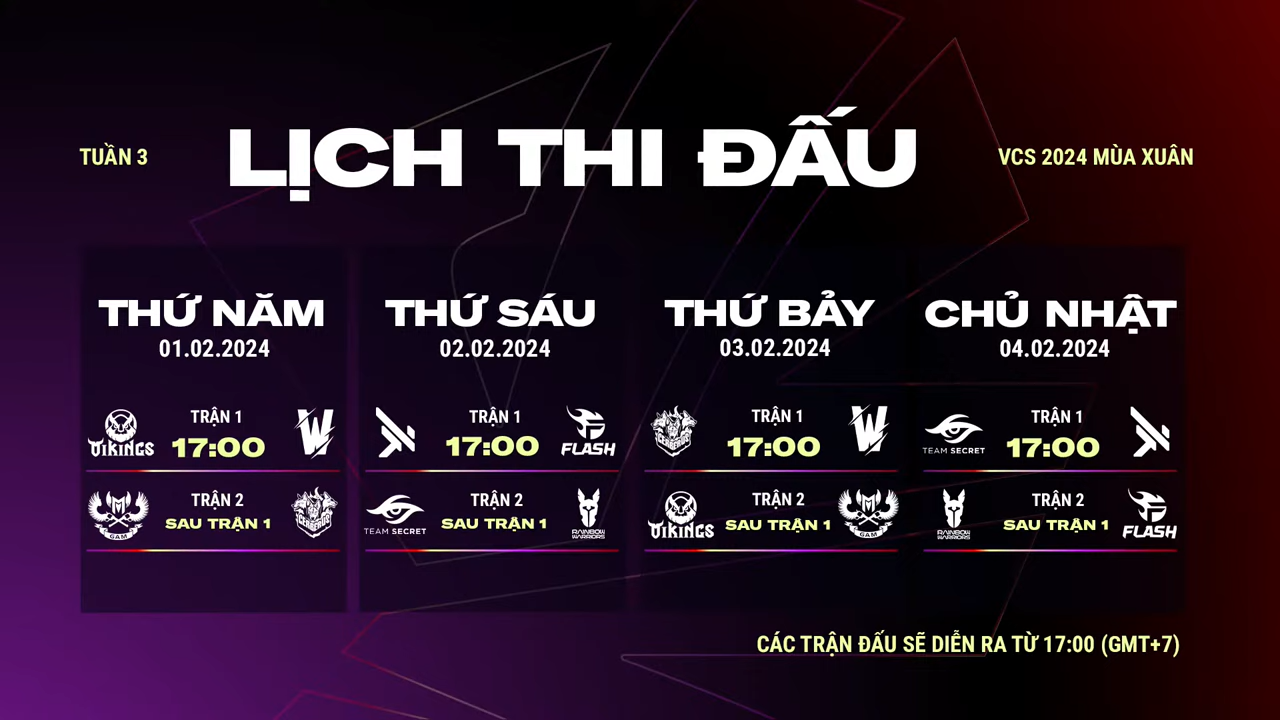 TUẦN 3
LỊCH THI ĐẤU
VCS 2024 MÙA XUÂN
THỨ NĂM
01.02.2024
VIKINGS
TRẬN 1
17:00
W
GAM
TRẬN 2
SAU TRẬN 1
CERBERUS
THỨ SÁU
02.02.2024
TRẬN 1
17:00
FLASH
TEAM SECRET
TRẬN 2
SAU TRẬN 1
RAINBOW
WARRIORS
THỨ BẢY
03.02.2024
CERBERUS
TRẬN 1
17:00
W
VIKINGS
TRẬN 2
SAU TRẬN 1
GAM
CHỦ NHẬT
04.02.2024
TEAM SECRET
TRẬN 1
17:00
RAINBOW
WARRIORS
TRẬN 2
SAU TRẬN 1
FLASH
CÁC TRẬN ĐẤU SẼ DIỄN RA TỪ 17:00 (GMT+7)